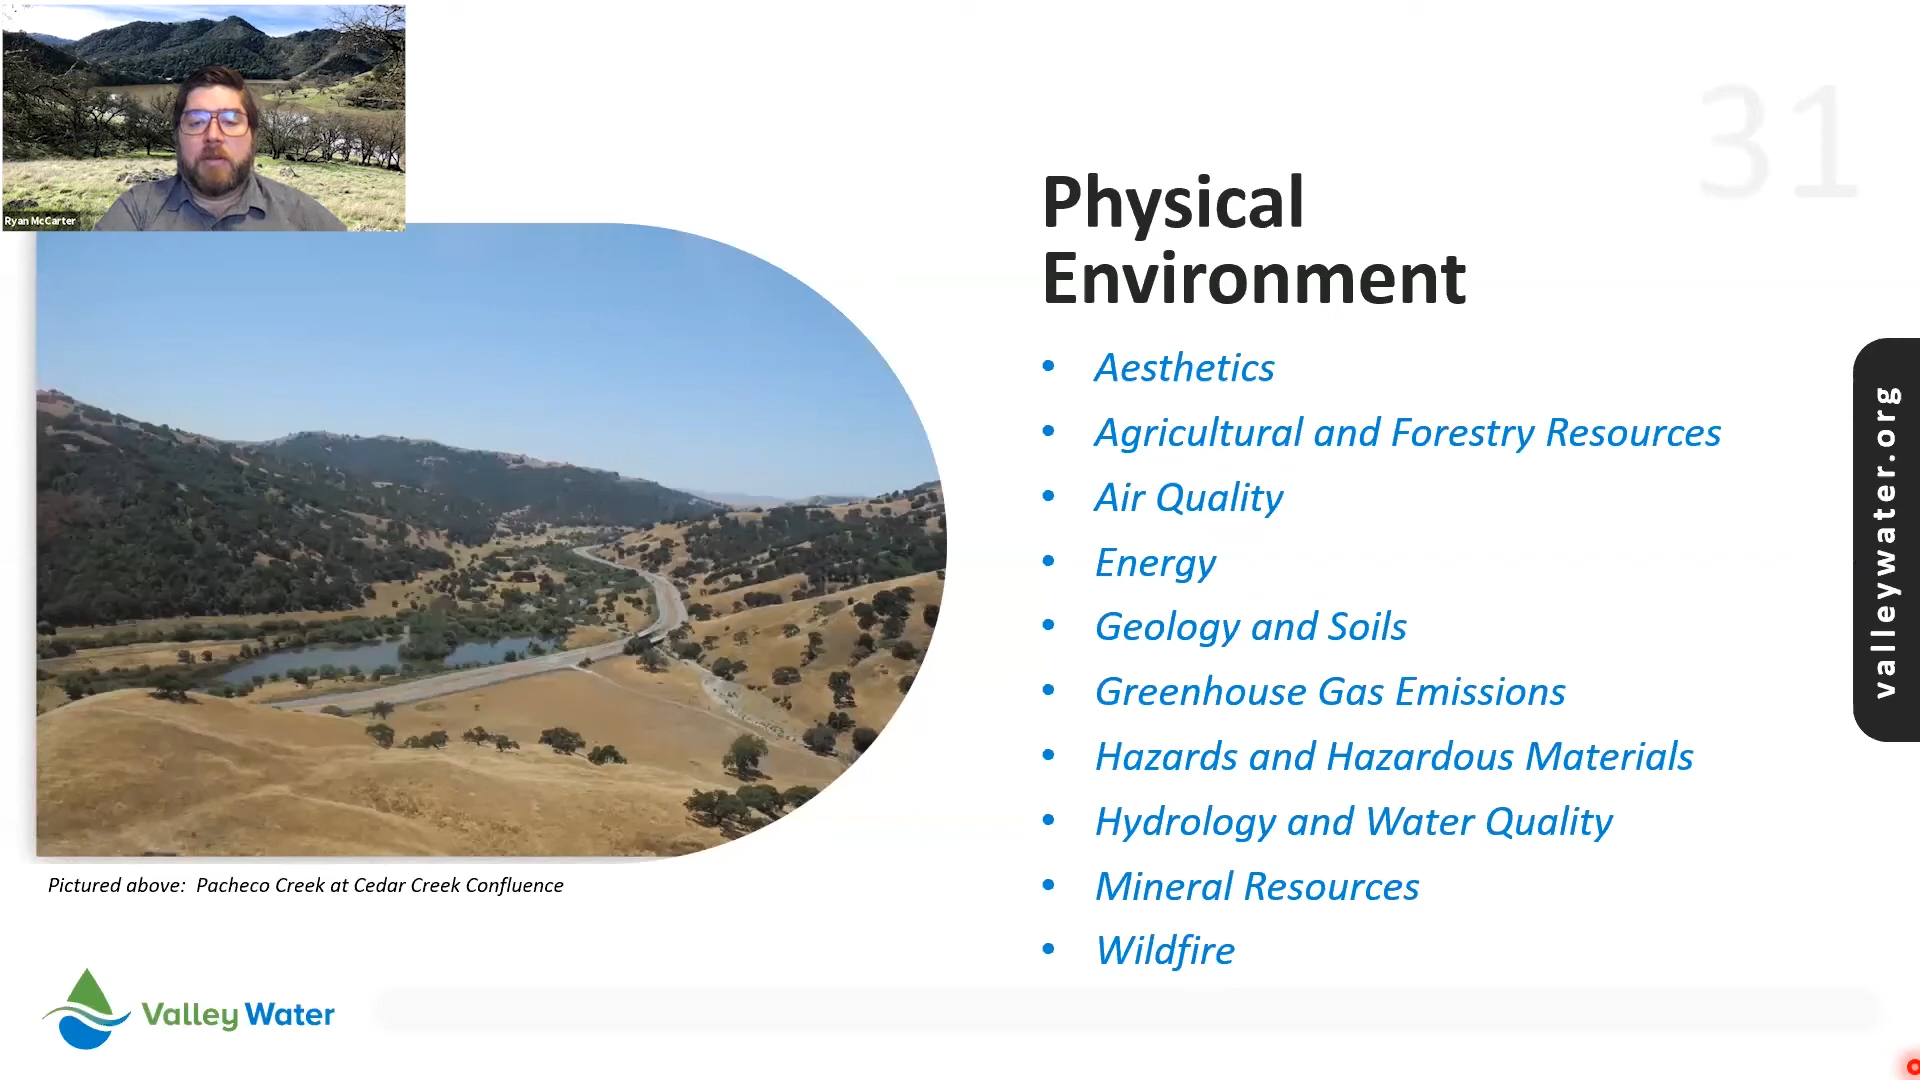 Ryan McCarter
31
Physical
Environment
• Aesthetics
• Agricultural and Forestry Resources
• Air Quality
• Energy
• Geology and Soils
• Greenhouse Gas Emissions
• Hazards and Hazardous Materials
• Hydrology and Water Quality
• Mineral Resources
• Wildfire
Pictured above: Pacheco Creek at Cedar Creek Confluence
Valley Water
valleywater.org